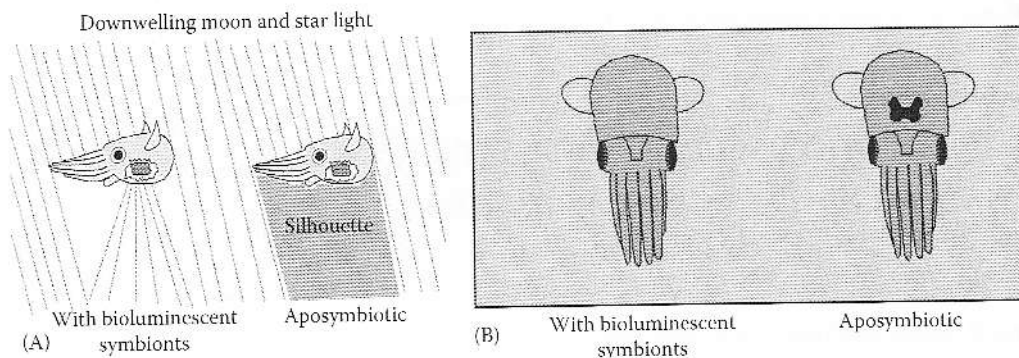 Downwelling moon and star light
Silhouette
With bioluminescent
symbionts
Aposymbiotic
(A)
With bioluminescent
symbionts
Aposymbiotic
(B)